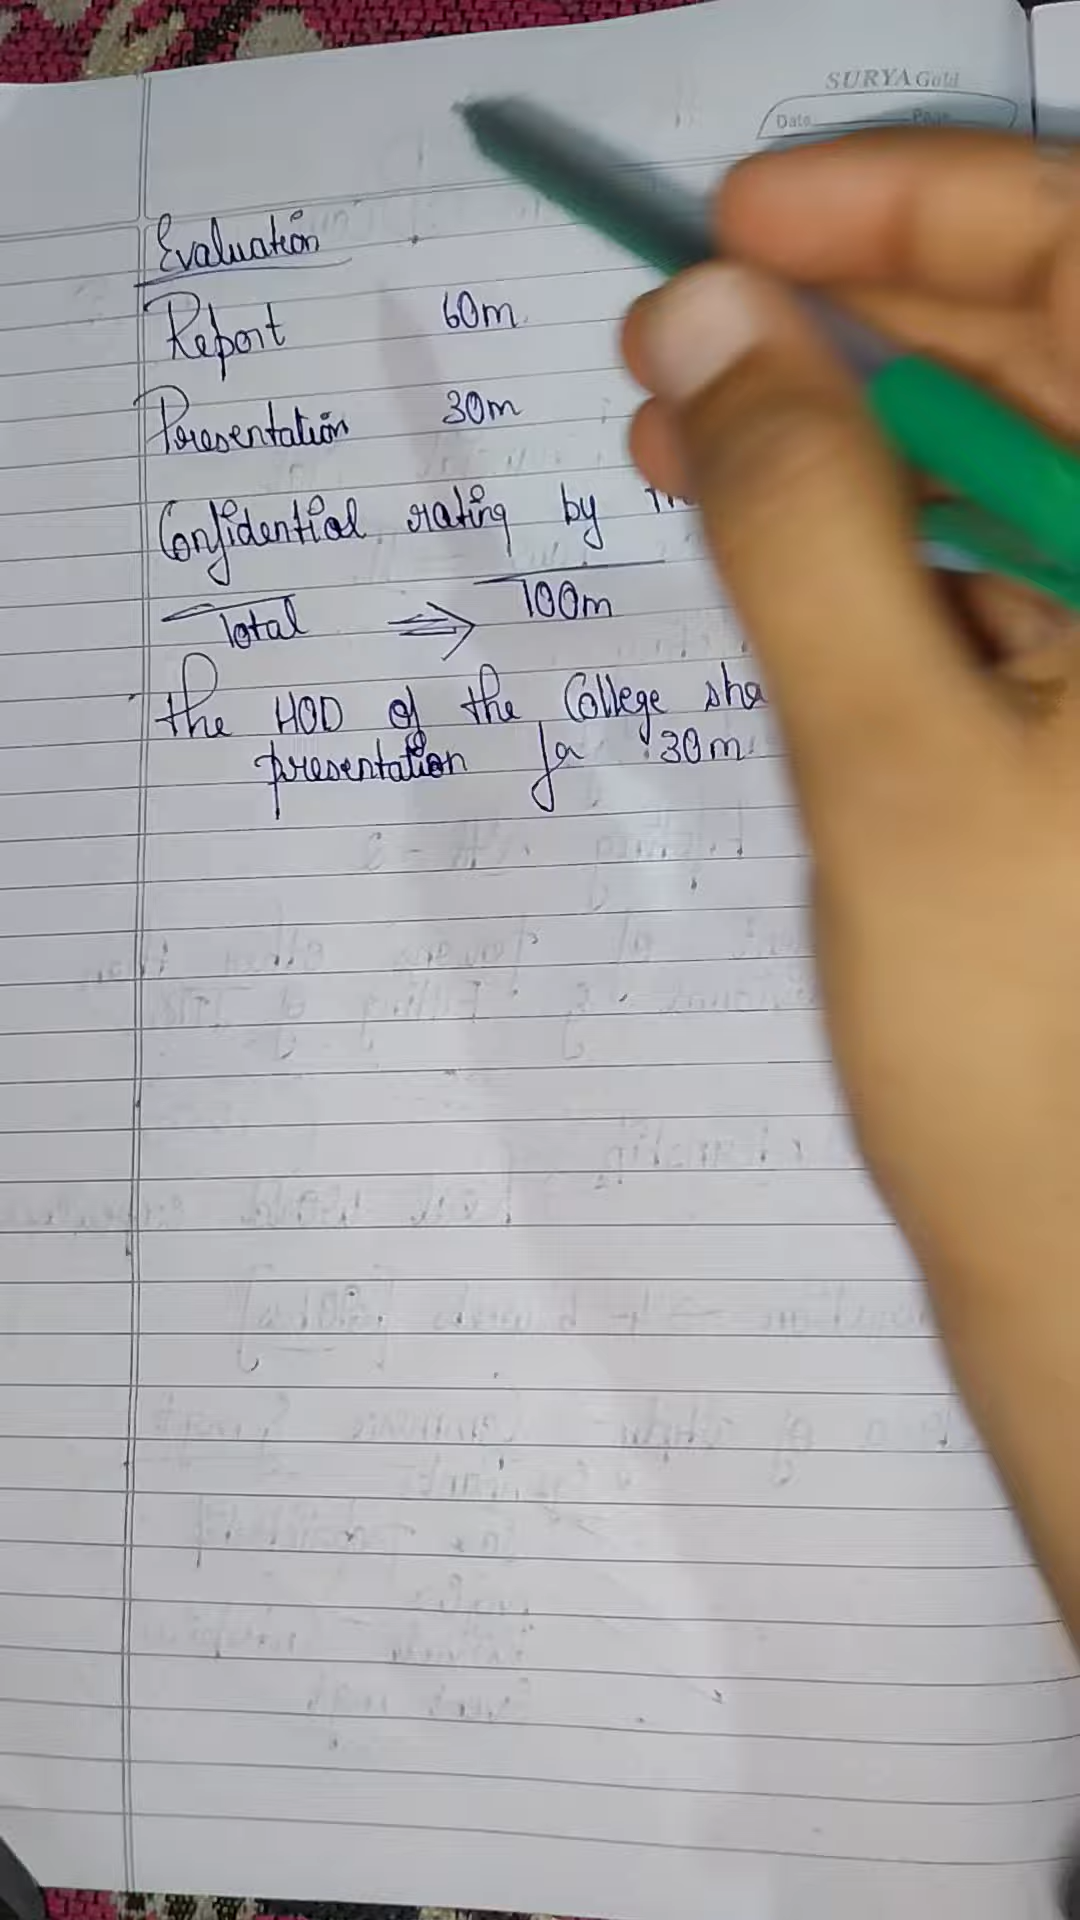 SURYA Gold
Date Page
Evaluation
Report 60m
Presentation 30m
Confidential rating by
Total ⇒ 100m
the HOD of the College sha
presentation for 30m